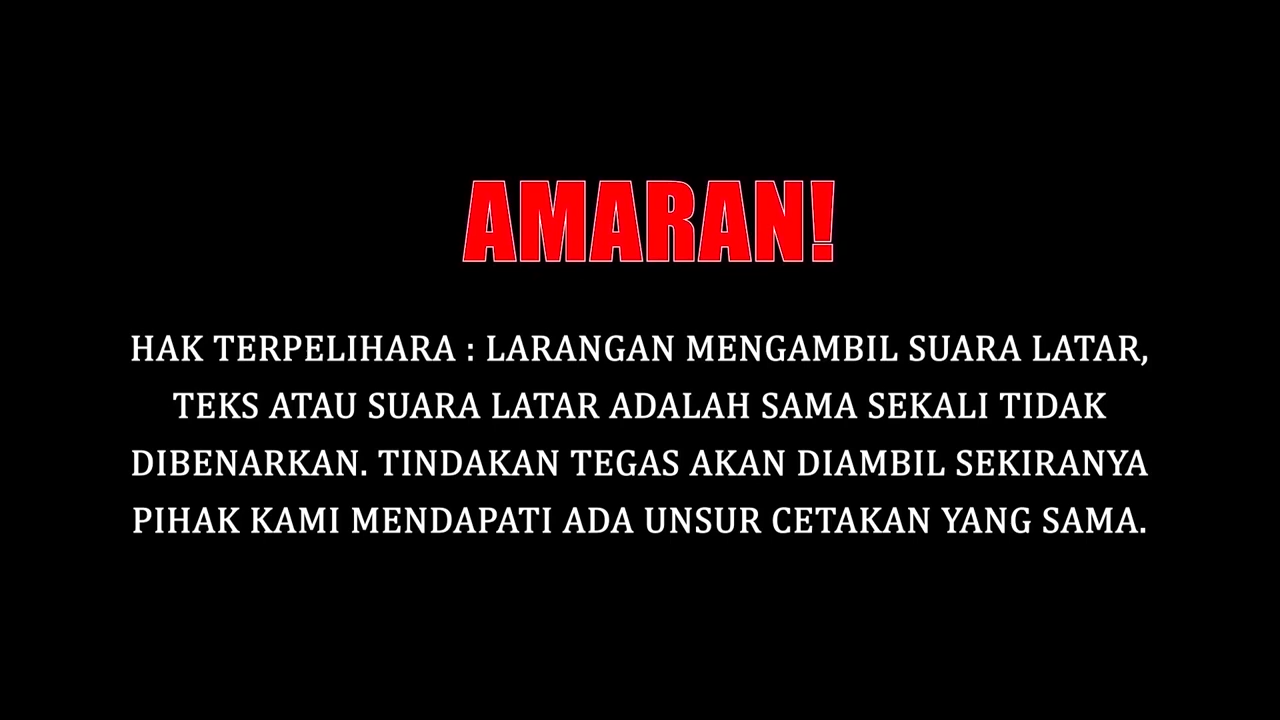 AMARAN!
HAK TERPELIHARA : LARANGAN MENGAMBIL SUARA LATAR,
TEKS ATAU SUARA LATAR ADALAH SAMA SEKALI TIDAK
DIBENARKAN. TINDAKAN TEGAS AKAN DIAMBIL SEKIRANYA
PIHAK KAMI MENDAPATI ADA UNSUR CETAKAN YANG SAMA.